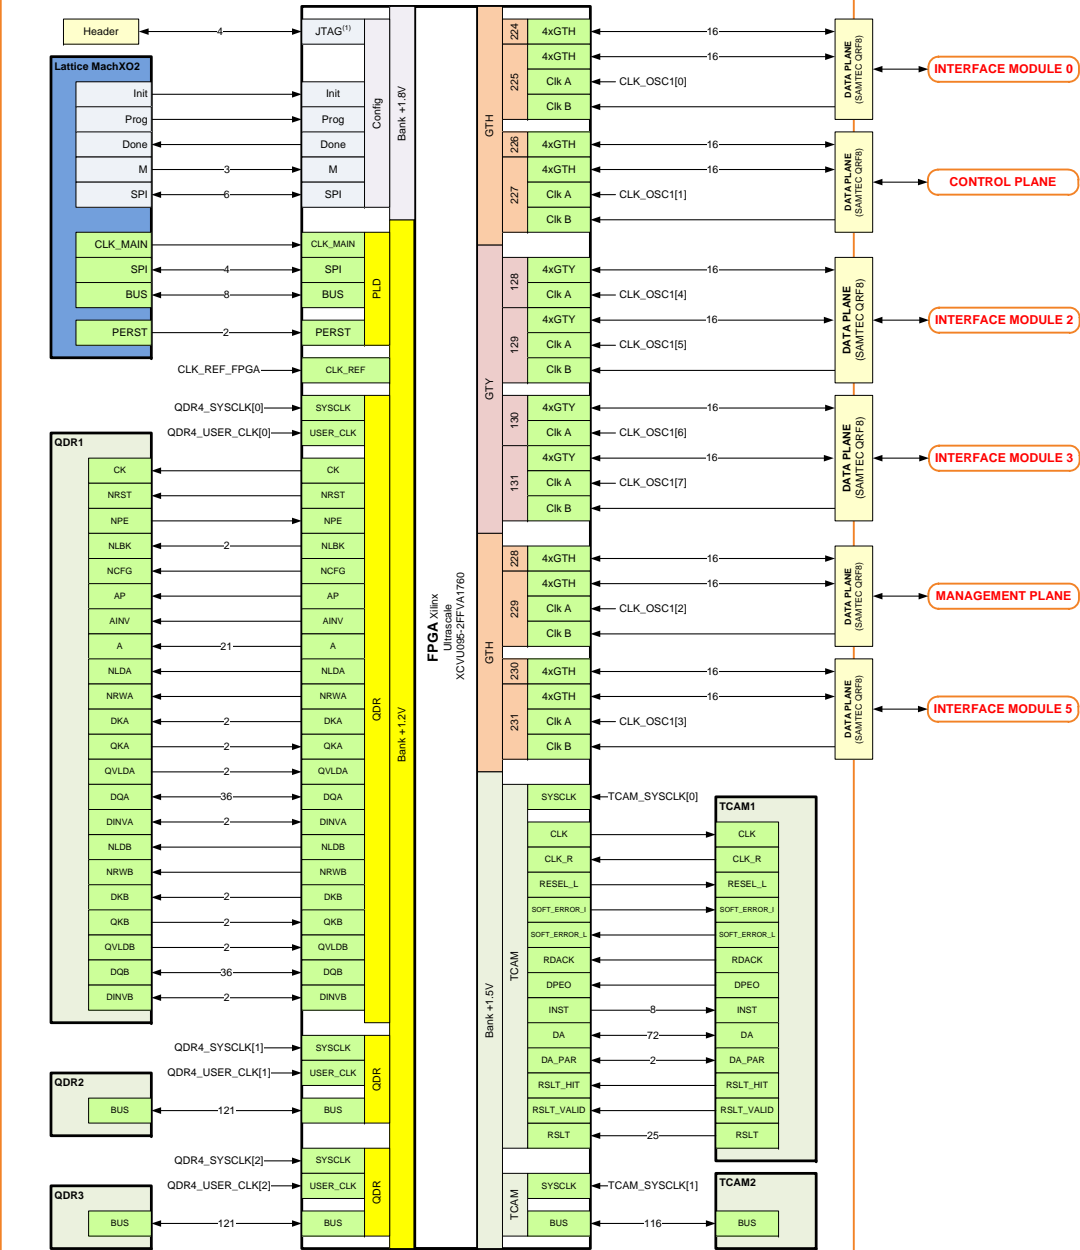 Header
4
JTAG(1)
Lattice MachXO2
Init
Prog
Done
M
SPI
3
6
Init
Prog
Done
M
SPI
Config
Bank +1.8V
CLK_MAIN
SPI
BUS
PERST
4
8
2
CLK_MAIN
SPI
BUS
PERST
PLD
CLK_REF_FPGA
CLK_REF
QDR4_SYSCLK[0]
SYSCLK
QDR4_USER_CLK[0]
USER_CLK
QDR1
CK
CK
NRST
NRST
NPE
NPE
NLBK
2
NLBK
NCFG
NCFG
AP
AP
AINV
AINV
A
21
A
NLDA
NLDA
NRWA
NRWA
DKA
2
DKA
QKA
2
QKA
QVLDA
2
QVLDA
DQA
36
DQA
DINVA
2
DINVA
NLDB
NLDB
NRWB
NRWB
DKB
2
DKB
QKB
2
QKB
QVLDB
2
QVLDB
DQB
36
DQB
DINVB
2
DINVB
QDR
Bank +1.2V
QDR4_SYSCLK[1]
SYSCLK
QDR4_USER_CLK[1]
USER_CLK
QDR2
BUS
121
BUS
QDR
QDR4_SYSCLK[2]
SYSCLK
QDR4_USER_CLK[2]
USER_CLK
QDR3
BUS
121
BUS
QDR
FPGA Xilinx
Ultrascale
XCVU095-2FFVA1760
GTH
224
4xGTH
16
225
4xGTH
16
Clk A
CLK_OSC1[0]
Clk B
DATA PLANE
(SAMTEC QRF8)
INTERFACE MODULE 0
226
4xGTH
16
227
4xGTH
16
Clk A
CLK_OSC1[1]
Clk B
DATA PLANE
(SAMTEC QRF8)
CONTROL PLANE
GTY
128
4xGTY
16
Clk A
CLK_OSC1[4]
129
4xGTY
16
Clk A
CLK_OSC1[5]
Clk B
DATA PLANE
(SAMTEC QRF8)
INTERFACE MODULE 2
130
4xGTY
16
Clk A
CLK_OSC1[6]
131
4xGTY
16
Clk A
CLK_OSC1[7]
Clk B
DATA PLANE
(SAMTEC QRF8)
INTERFACE MODULE 3
GTH
228
4xGTH
16
229
4xGTH
16
Clk A
CLK_OSC1[2]
Clk B
DATA PLANE
(SAMTEC QRF8)
MANAGEMENT PLANE
230
4xGTH
16
231
4xGTH
16
Clk A
CLK_OSC1[3]
Clk B
DATA PLANE
(SAMTEC QRF8)
INTERFACE MODULE 5
Bank +1.5V
TCAM
SYSCLK
TCAM_SYSCLK[0]
TCAM1
CLK
CLK
CLK_R
CLK_R
RESEL_L
RESEL_L
SOFT_ERROR_I
SOFT_ERROR_I
SOFT_ERROR_L
SOFT_ERROR_L
RDACK
RDACK
DPEO
DPEO
INST
8
INST
DA
72
DA
DA_PAR
2
DA_PAR
RSLT_HIT
RSLT_HIT
RSLT_VALID
RSLT_VALID
RSLT
25
RSLT
TCAM
SYSCLK
TCAM_SYSCLK[1]
TCAM2
BUS
116
BUS